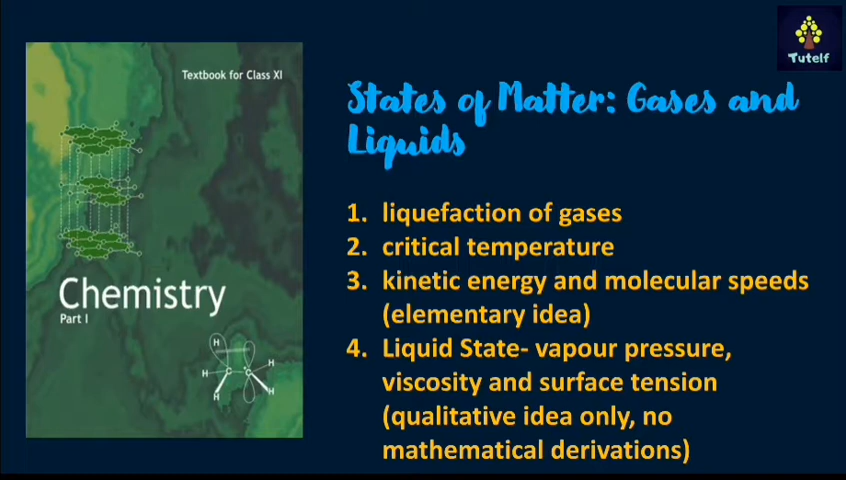 Tutelf
Textbook for Class XI
States of Matter: Gases and
Liquids
1. liquefaction of gases
2. critical temperature
3. kinetic energy and molecular speeds
(elementary idea)
4. Liquid State- vapour pressure,
viscosity and surface tension
(qualitative idea only, no
mathematical derivations)
Chemistry
Part I
H
H C C H
H H